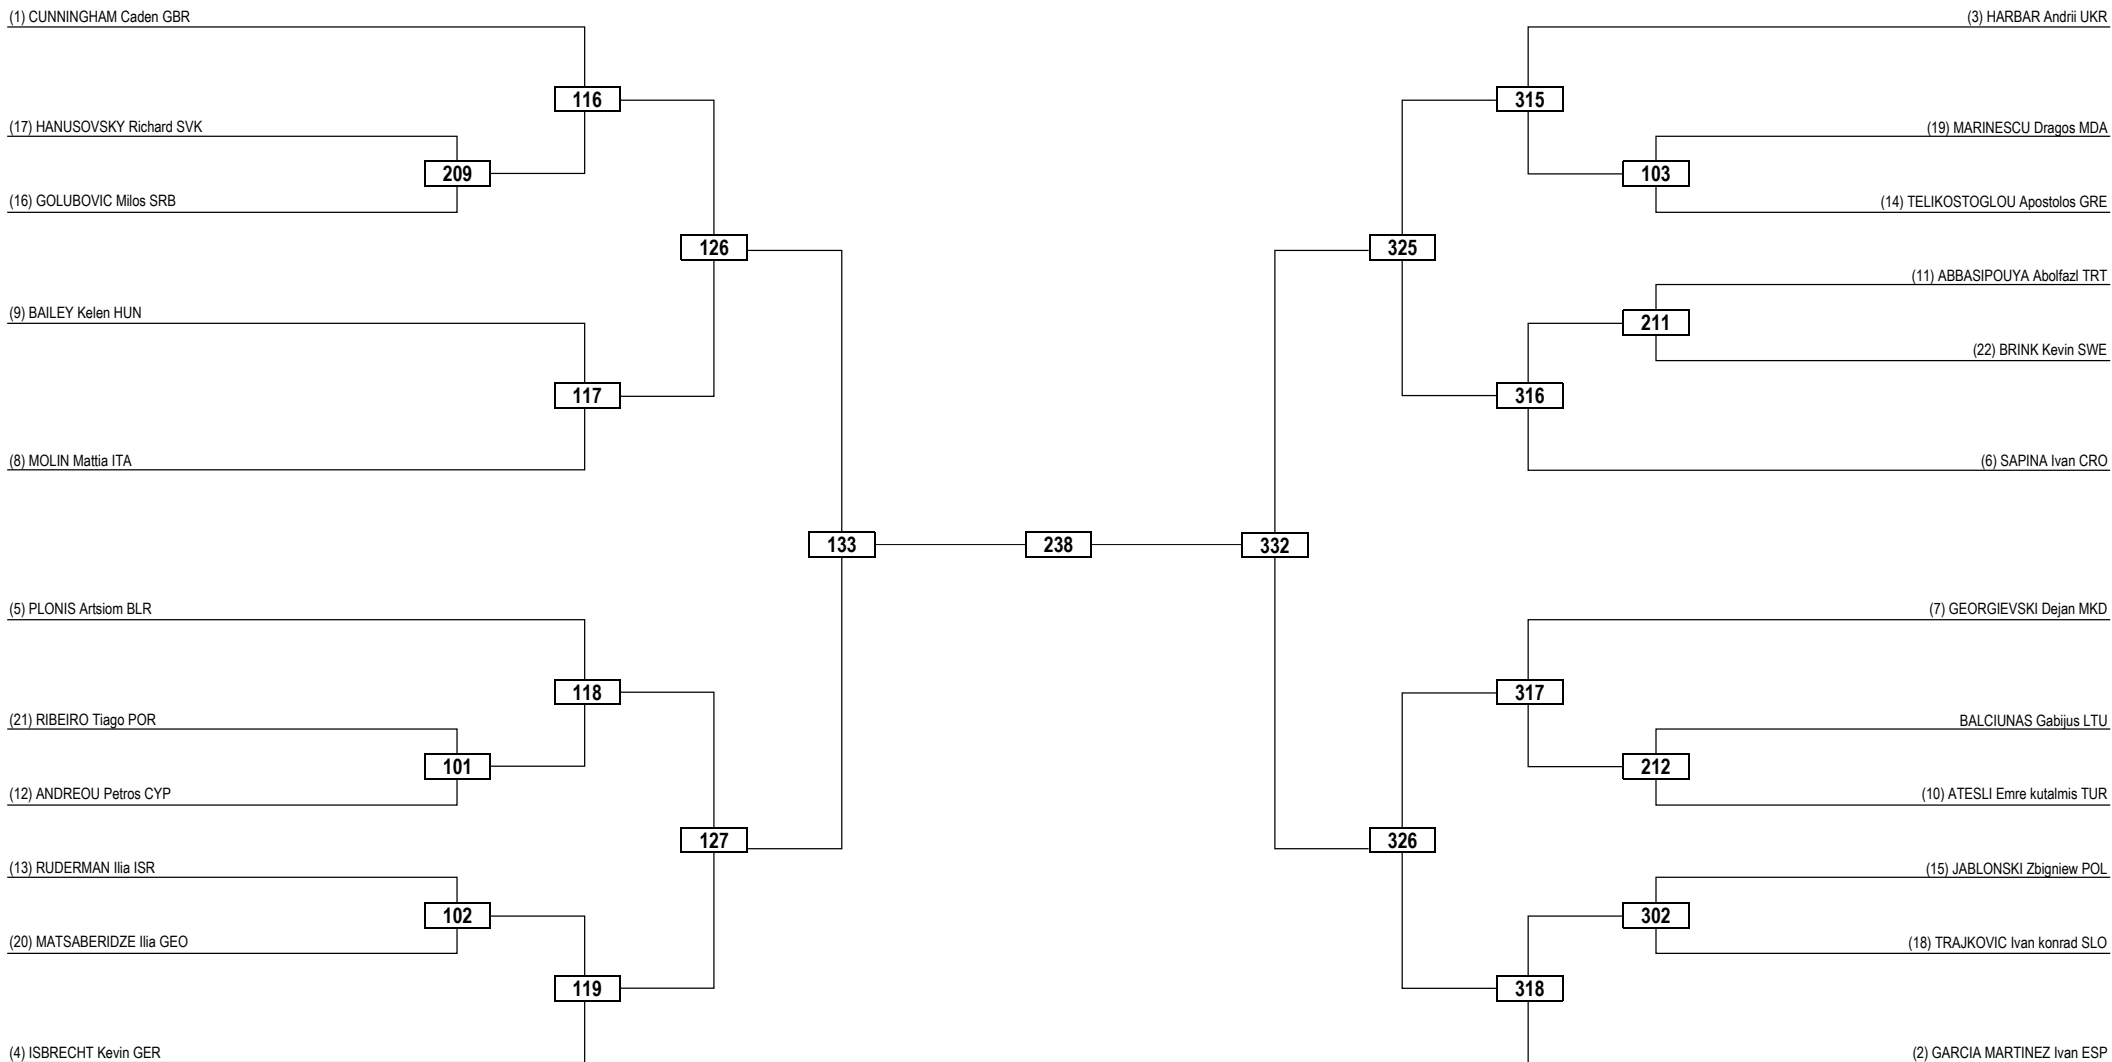 (1) CUNNINGHAM Caden GBR
(3) HARBAR Andrii UKR
116
315
(17) HANUSOVSKY Richard SVK
(19) MARINESCU Dragos MDA
209
103
(16) GOLUBOVIC Milos SRB
(14) TELIKOSTOGLOU Apostolos GRE
126
325
(11) ABBASIPOUYA Abolfazl TRT
(9) BAILEY Kelen HUN
211
(22) BRINK Kevin SWE
117
316
(8) MOLIN Mattia ITA
(6) SAPINA Ivan CRO
133
238
332
(5) PLONIS Artsiom BLR
(7) GEORGIEVSKI Dejan MKD
118
317
(21) RIBEIRO Tiago POR
BALCIUNAS Gabijus LTU
101
212
(12) ANDREOU Petros CYP
(10) ATESLI Emre kutalmis TUR
127
326
(13) RUDERMAN Ilia ISR
(15) JABLONSKI Zbigniew POL
102
302
(20) MATSABERIDZE Ilia GEO
(18) TRAJKOVIC Ivan konrad SLO
119
318
(4) ISBRECHT Kevin GER
(2) GARCIA MARTINEZ Ivan ESP